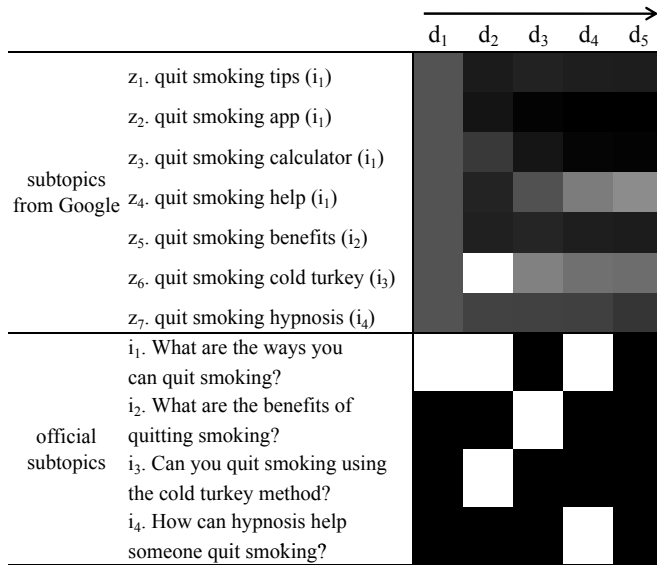 d₁ d₂ d₃ d₄ d₅
z₁. quit smoking tips (i₁)
z₂. quit smoking app (i₁)
z₃. quit smoking calculator (i₁)
subtopics
from Google
z₄. quit smoking help (i₁)
z₅. quit smoking benefits (i₂)
z₆. quit smoking cold turkey (i₃)
z₇. quit smoking hypnosis (i₄)
i₁. What are the ways you
can quit smoking?
i₂. What are the benefits of
quitting smoking?
official
subtopics
i₃. Can you quit smoking using
the cold turkey method?
i₄. How can hypnosis help
someone quit smoking?